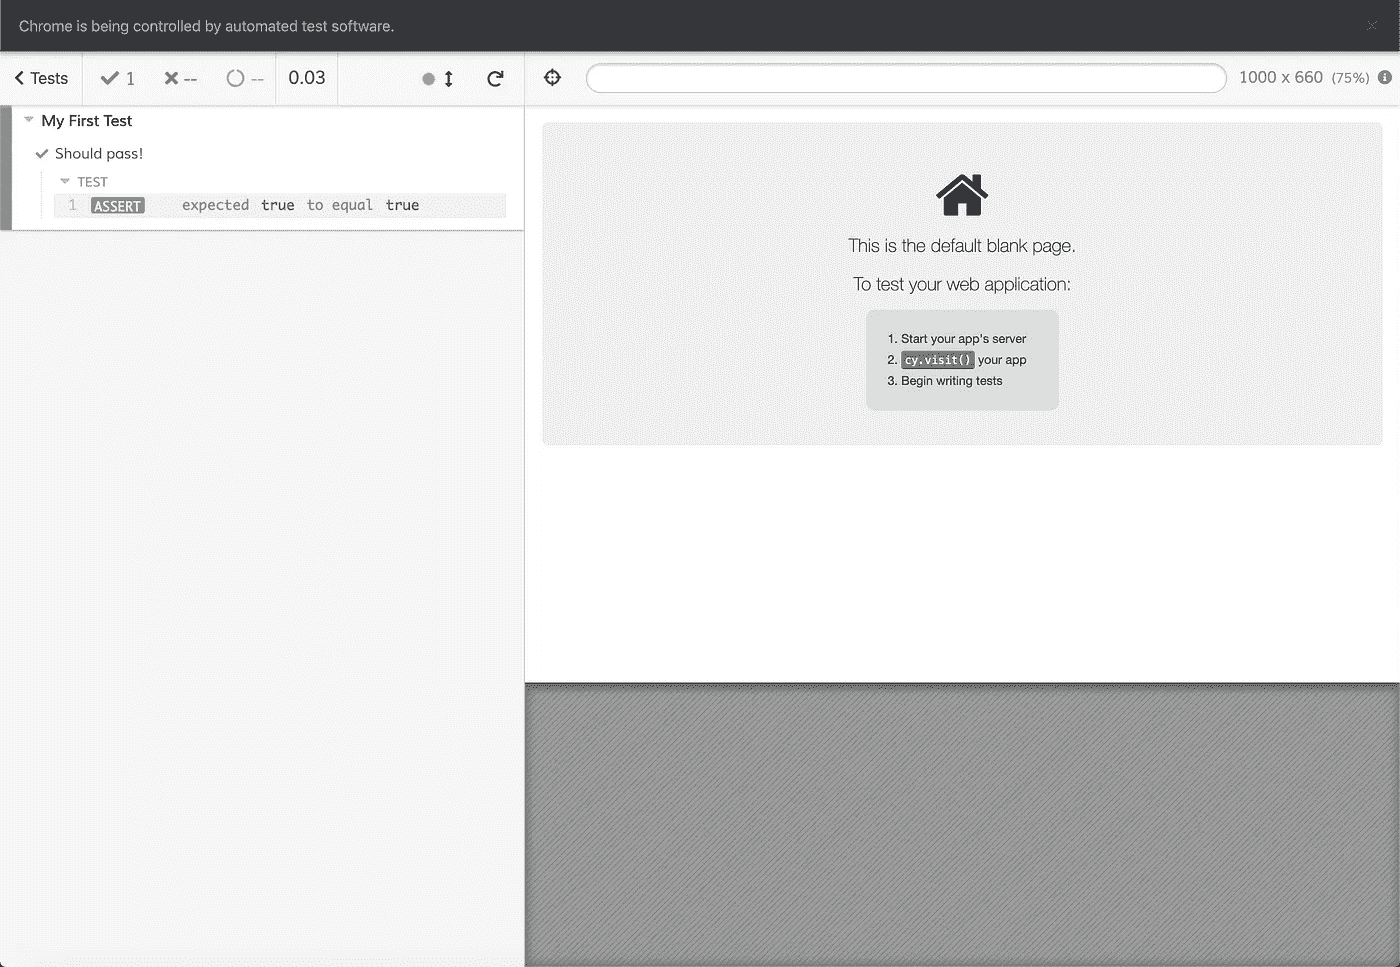 Chrome is being controlled by automated test software.
Tests 1 -- -- 0.03 1000 x 660 (75%)
My First Test
Should pass!
TEST
1 ASSERT expected true to equal true
This is the default blank page.
To test your web application:
1. Start your app's server
2. cy.visit() your app
3. Begin writing tests